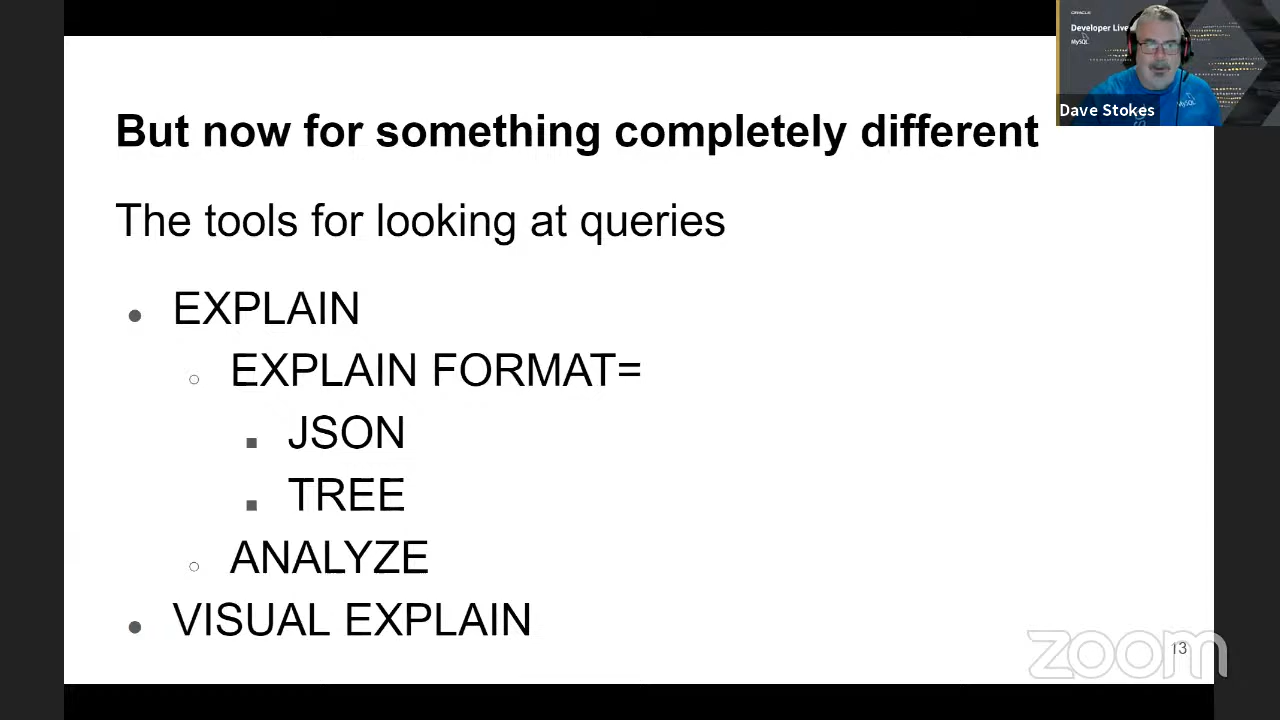 ORACLE
Developer Live
MySQL
MySQL
Dave Stokes
But now for something completely different
The tools for looking at queries
EXPLAIN
EXPLAIN FORMAT=
JSON
TREE
ANALYZE
VISUAL EXPLAIN
zoom
13